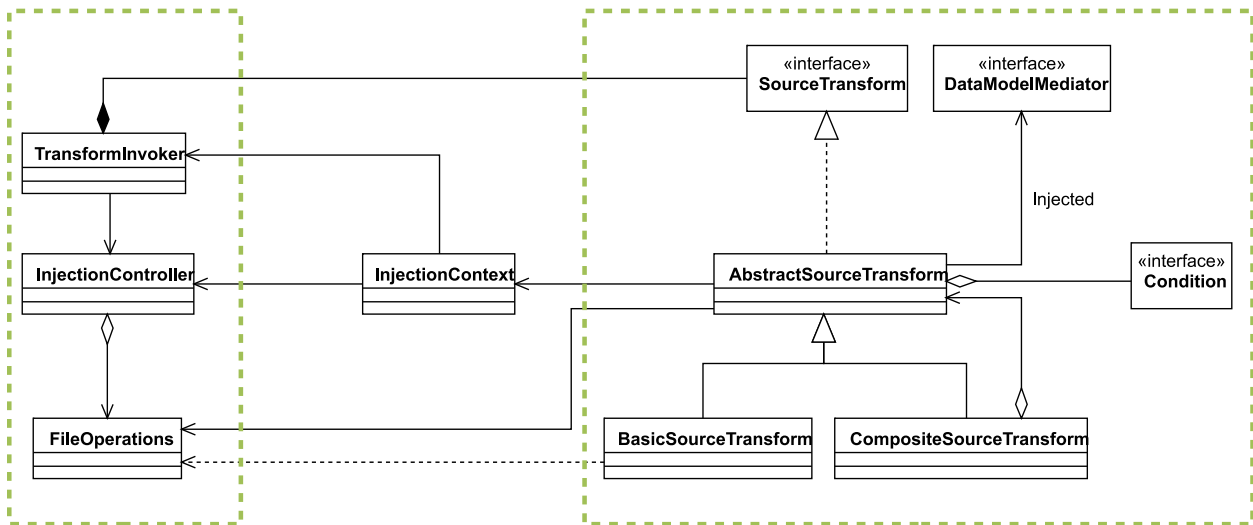 «interface»
SourceTransform
«interface»
DataModelMediator
TransformInvoker
Injected
InjectionController
InjectionContext
AbstractSourceTransform
«interface»
Condition
FileOperations
BasicSourceTransform
CompositeSourceTransform